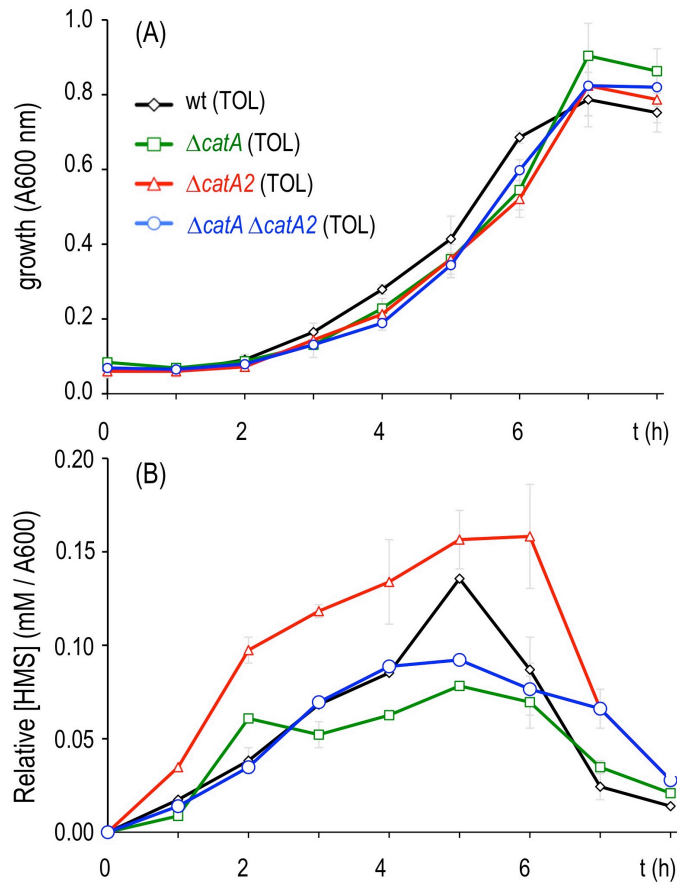 (A)
growth (A600 nm)
1.0
0.8
0.6
0.4
0.2
0.0
wt (TOL)
ΔcatA (TOL)
ΔcatA2 (TOL)
ΔcatA ΔcatA2 (TOL)
0 2 4 6 t (h)
(B)
Relative [HMS] (mM / A600)
0.20
0.15
0.10
0.05
0.00
0 2 4 6 t (h)